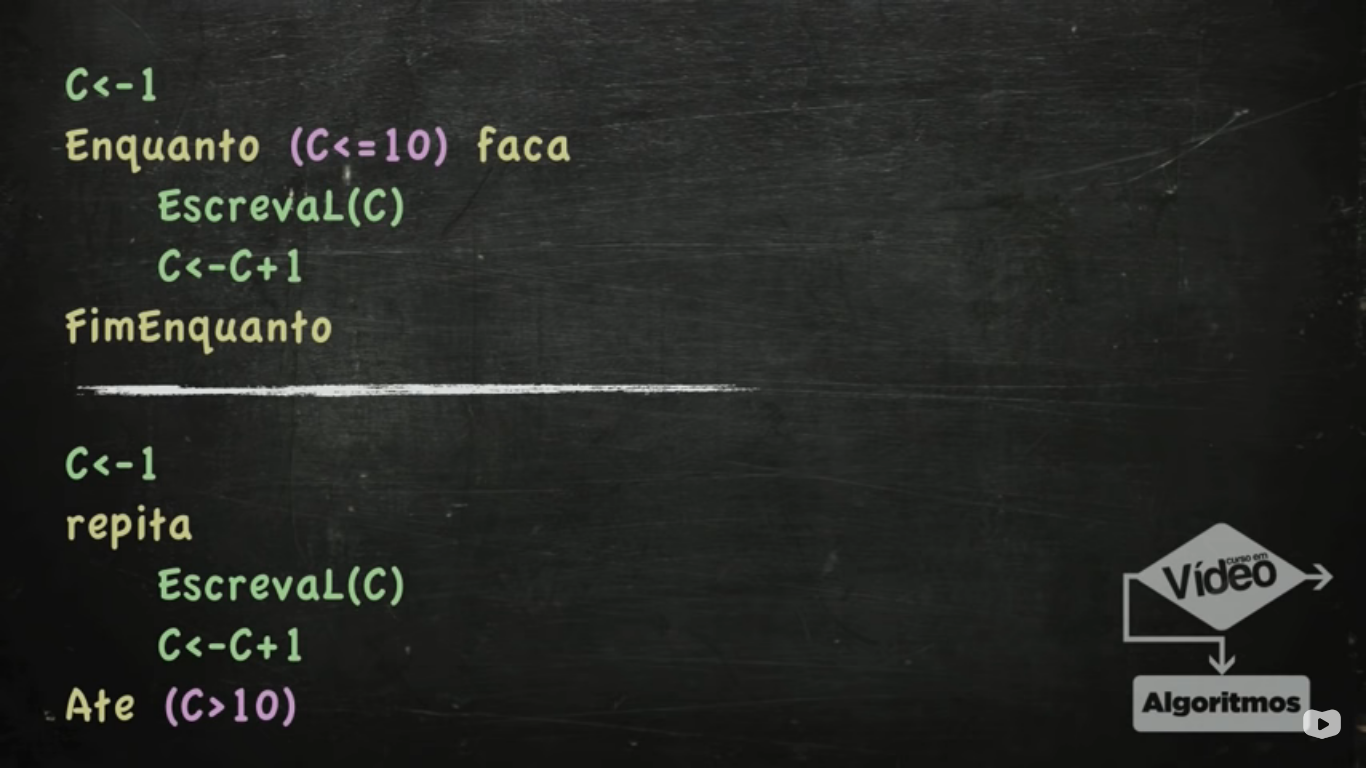 C<-1
Enquanto (C<=10) faca
EscrevaL(C)
C<-C+1
FimEnquanto
C<-1
repita
EscrevaL(C)
C<-C+1
Ate (C>10)
curso em
Vídeo
Algoritmos